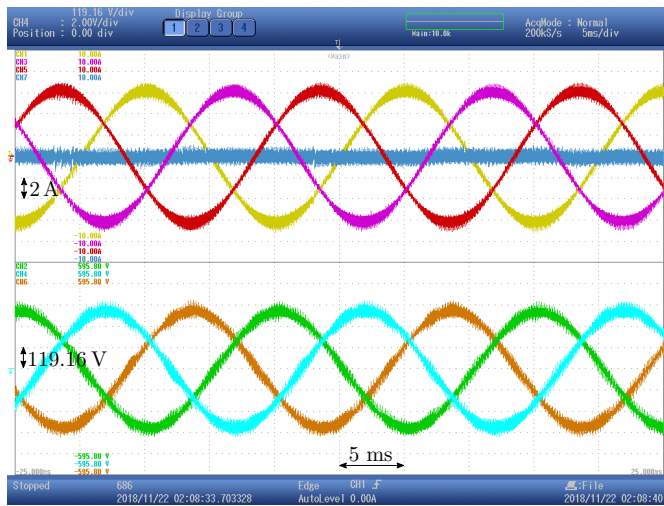 119.16 V/div
CH4 : 2.00V/div
Position : 0.00 div
Display Group
1 2 3 4
Main:10.0k
AcqMode : Normal
200kS/s 5ms/div
<Main>
CH1 10.00A
CH3 10.00A
CH5 10.00A
CH7 10.00A
2 A
-10.00A
-10.00A
-10.00A
-10.00A
CH2 595.80 V
CH4 595.80 V
CH6 595.80 V
119.16 V
5 ms
-595.80 V
-595.80 V
-595.80 V
-25.000ms
25.000ms
Stopped 686
2018/11/22 02:08:33.703328
Edge CH1
AutoLevel 0.00A
:File
2018/11/22 02:08:40